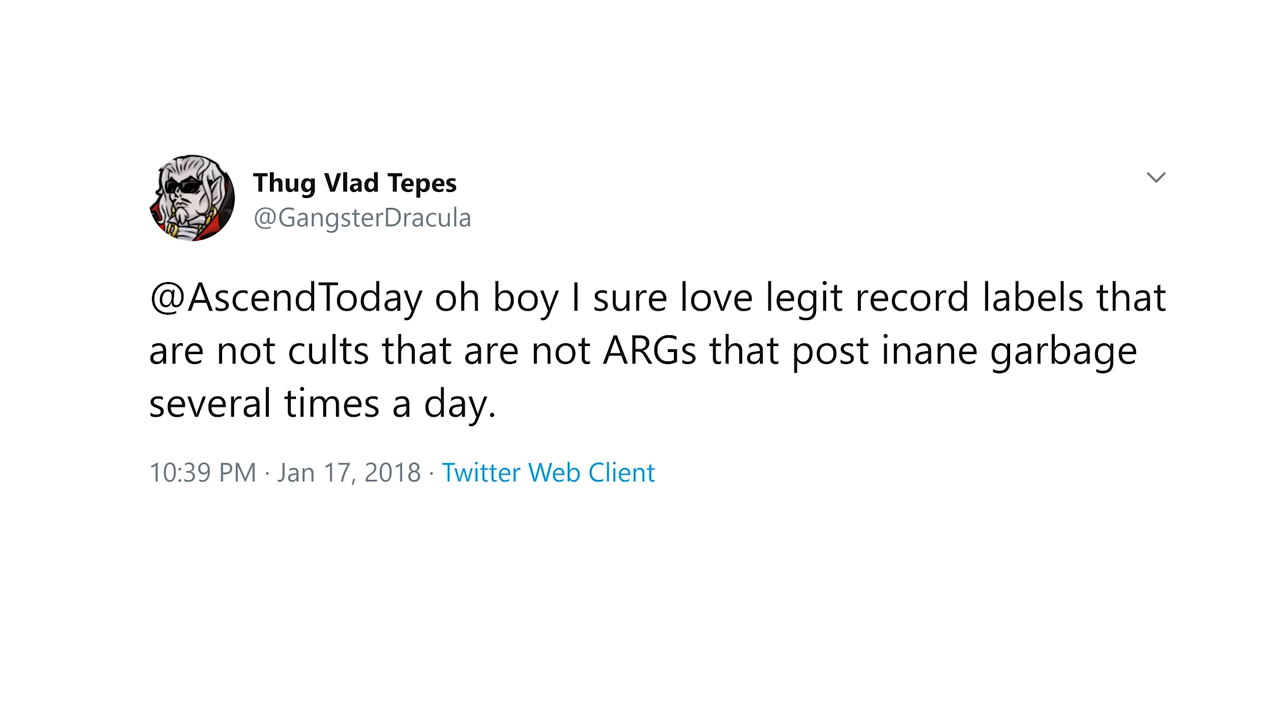 Thug Vlad Tepes
@GangsterDracula
@AscendToday oh boy I sure love legit record labels that
are not cults that are not ARGs that post inane garbage
several times a day.
10:39 PM · Jan 17, 2018 · Twitter Web Client